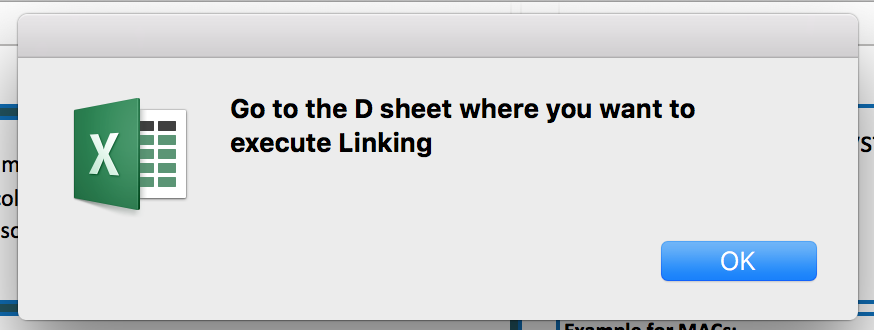 Go to the D sheet where you want to
execute Linking
OK
Example for MACs: